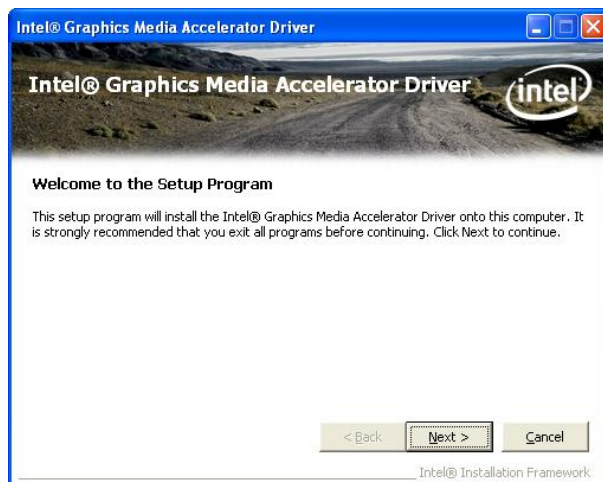 Intel® Graphics Media Accelerator Driver
Intel® Graphics Media Accelerator Driver
intel
Welcome to the Setup Program
This setup program will install the Intel® Graphics Media Accelerator Driver onto this computer. It
is strongly recommended that you exit all programs before continuing. Click Next to continue.
< Back Next > Cancel
Intel® Installation Framework